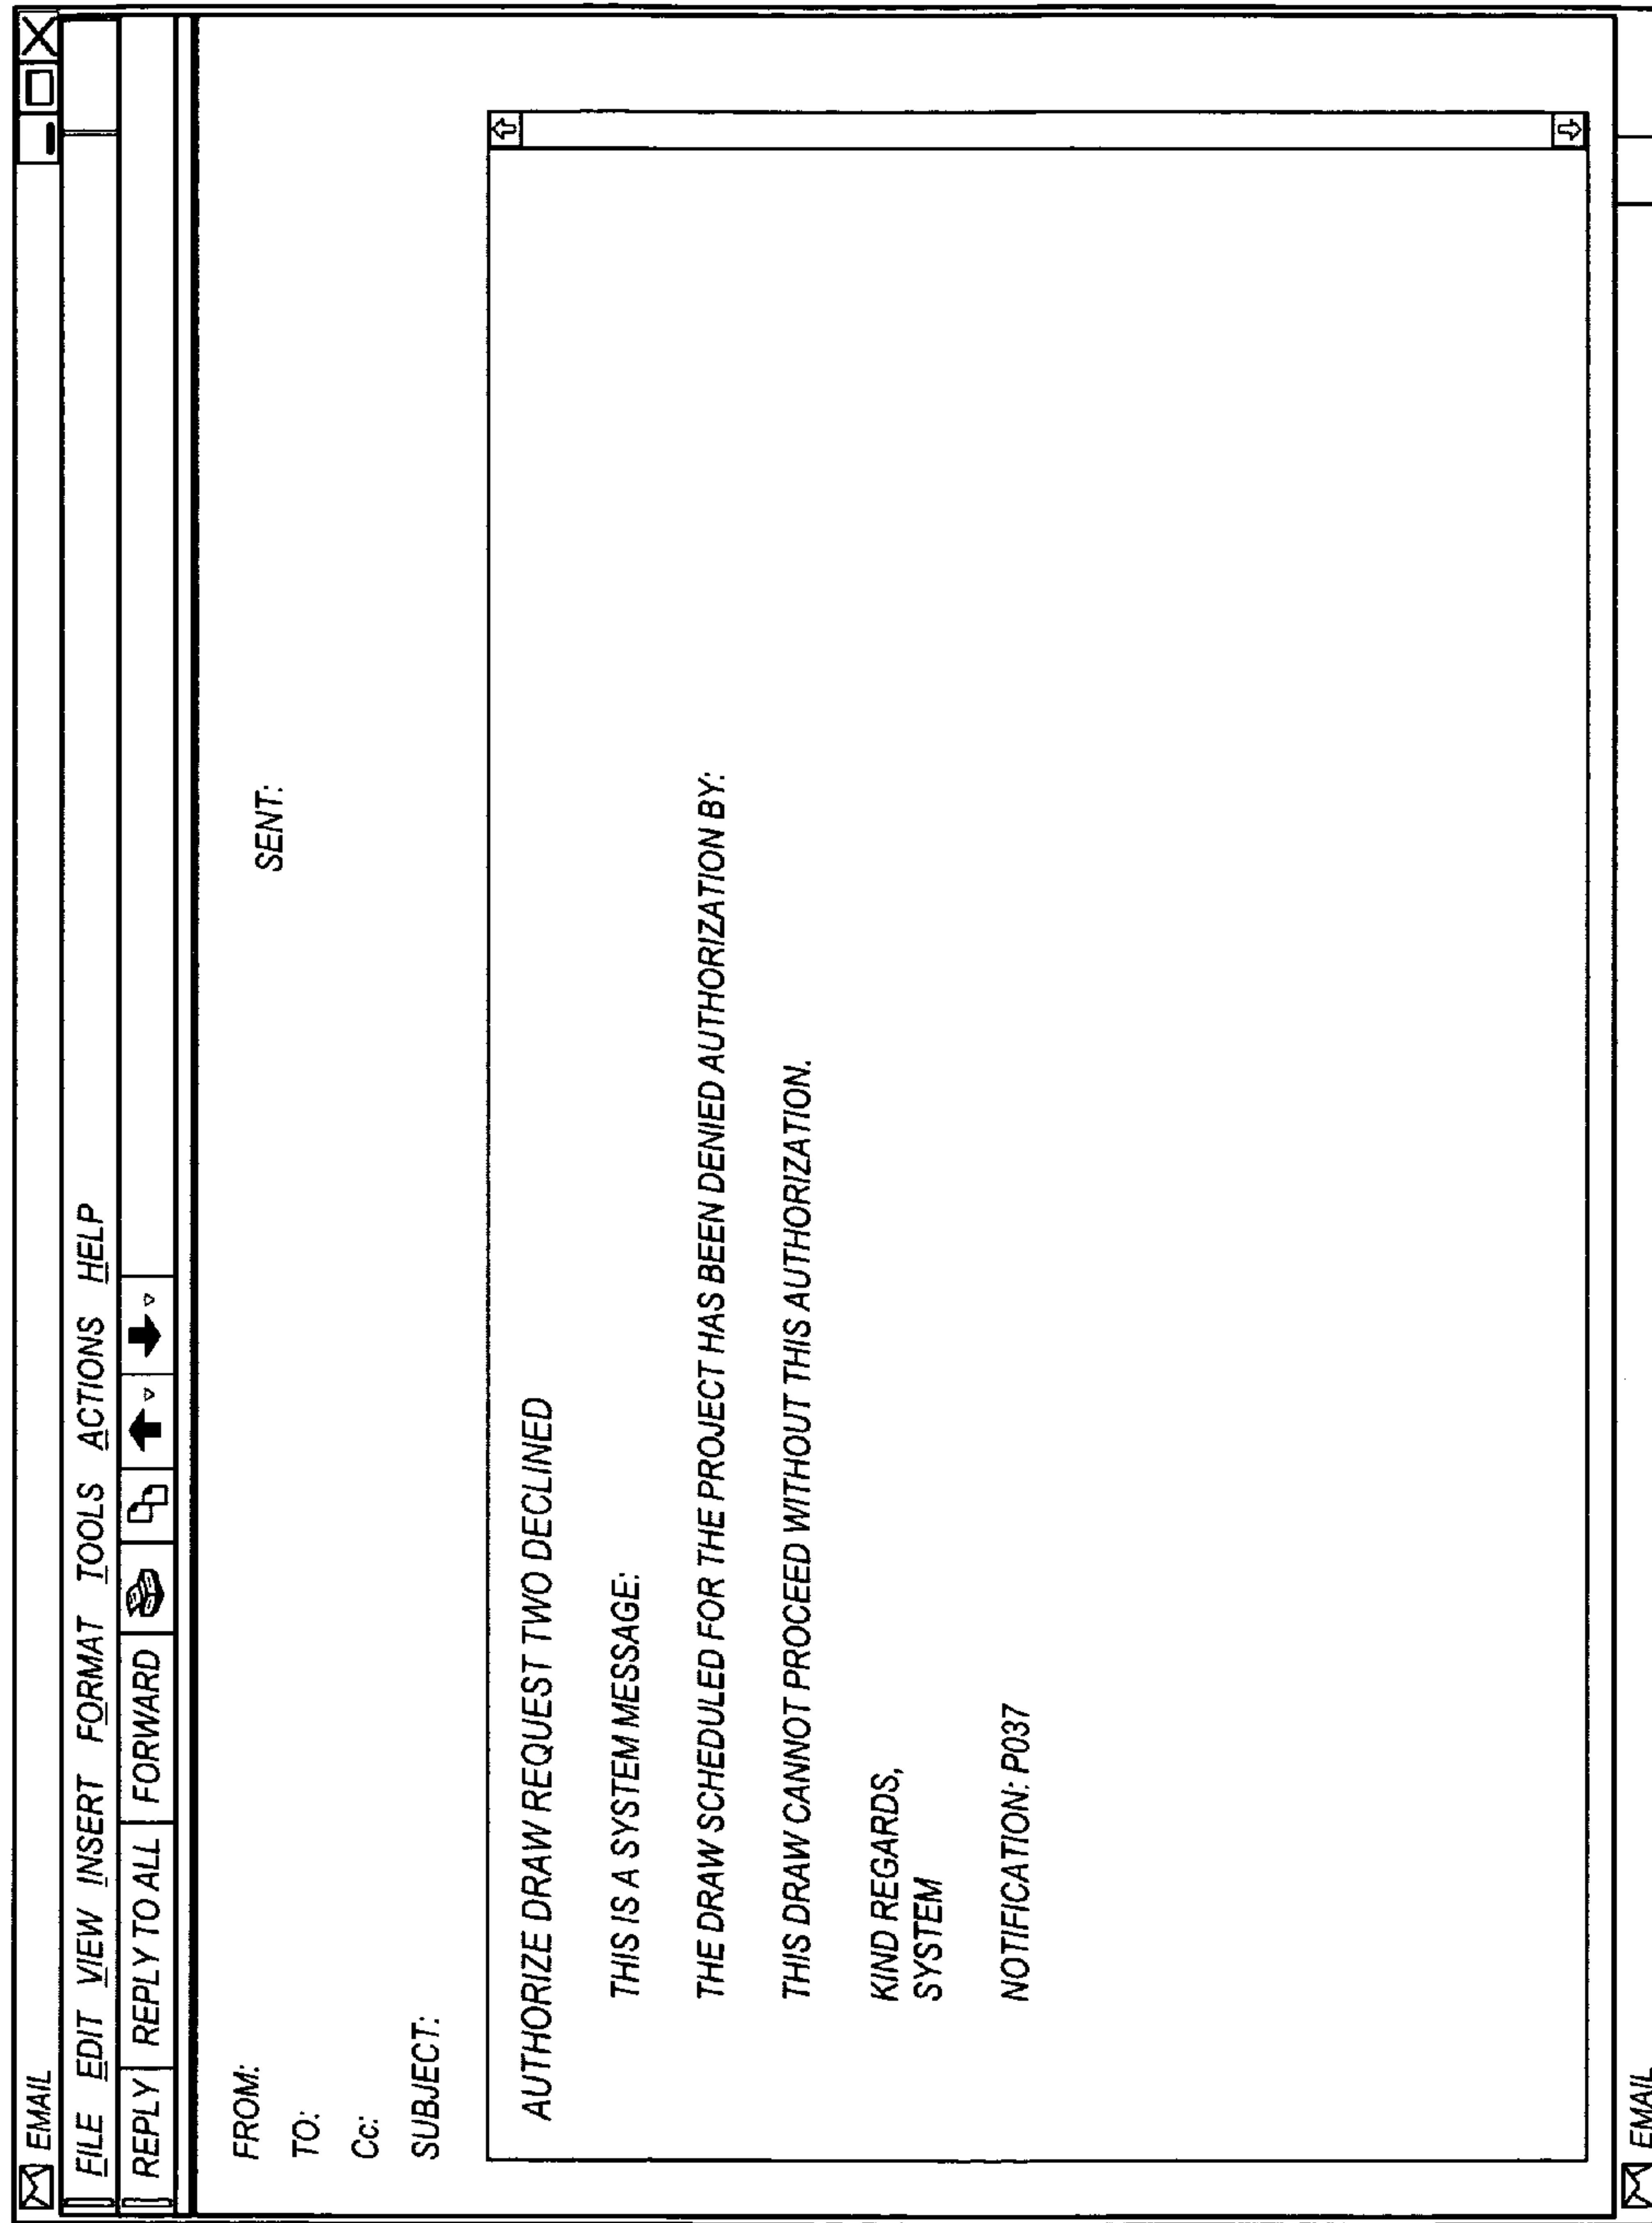 EMAIL
FILE EDIT VIEW INSERT FORMAT TOOLS ACTIONS HELP
REPLY REPLY TO ALL FORWARD
FROM: SENT:
TO:
Cc:
SUBJECT:
AUTHORIZE DRAW REQUEST TWO DECLINED
THIS IS A SYSTEM MESSAGE:
THE DRAW SCHEDULED FOR THE PROJECT HAS BEEN DENIED AUTHORIZATION BY:
THIS DRAW CANNOT PROCEED WITHOUT THIS AUTHORIZATION.
KIND REGARDS,
SYSTEM
NOTIFICATION: P037
EMAIL